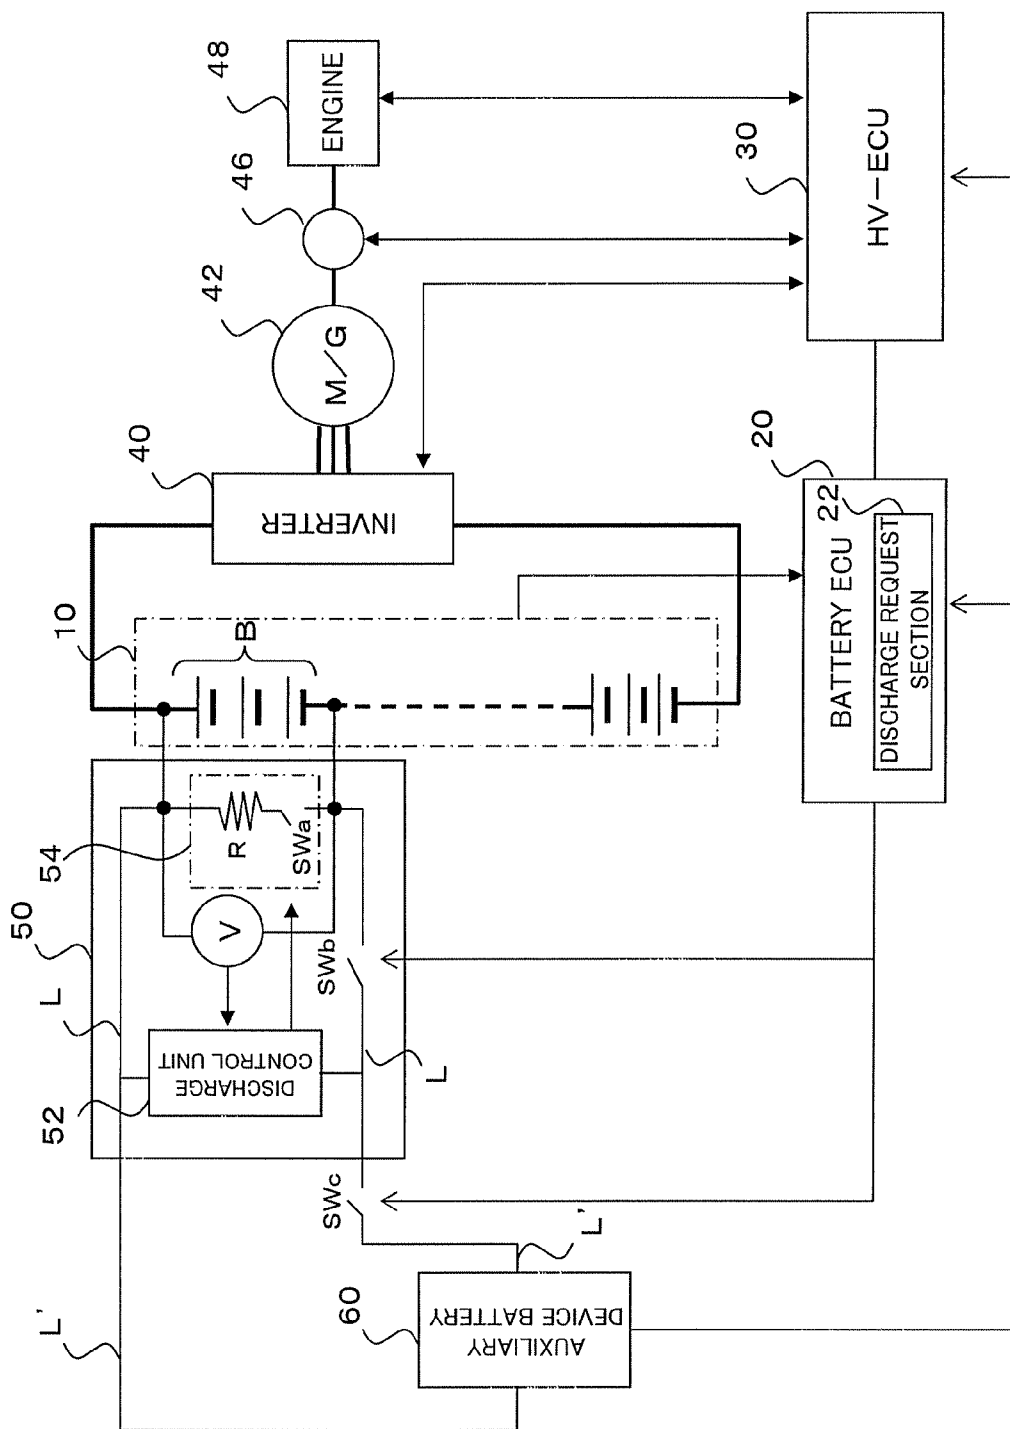 10
B
40
INVERTER
42
M/G
46
48
ENGINE
50
L
54
R
SWa
V
52
DISCHARGE
CONTROL UNIT
SWb
L
SWc
L'
L'
60
AUXILIARY
DEVICE BATTERY
20
BATTERY ECU
22
DISCHARGE REQUEST
SECTION
30
HV-ECU